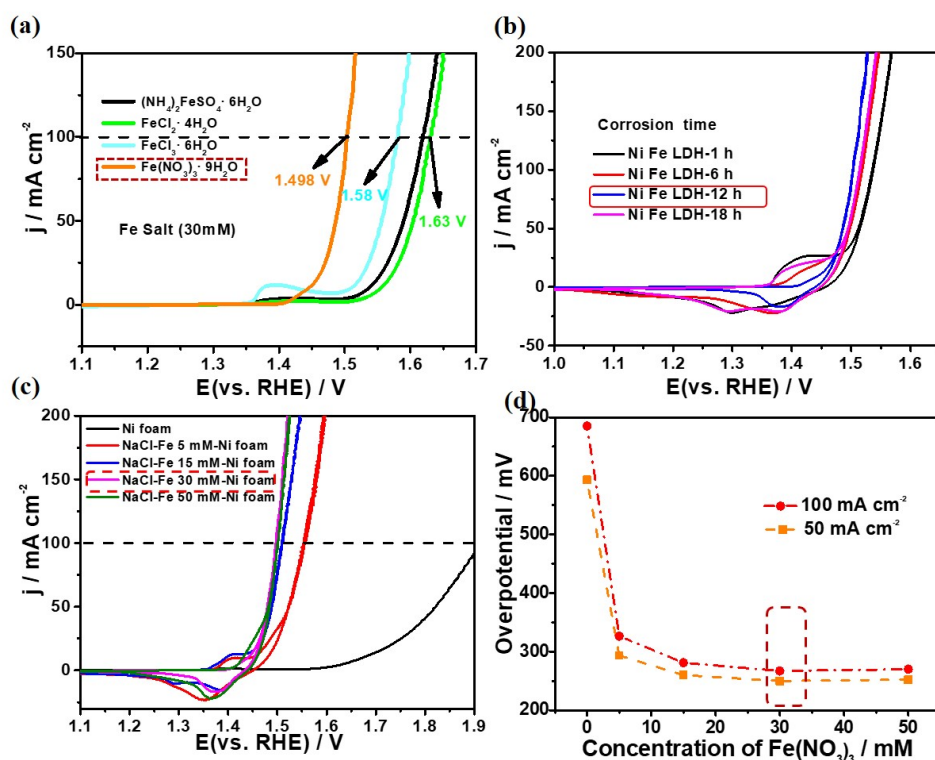 (a)
150
100
50
0
j / mA cm⁻²
(NH₄)₂FeSO₄· 6H₂O
FeCl₂· 4H₂O
FeCl₃· 6H₂O
Fe(NO₃)₃· 9H₂O
1.498 V
1.58 V
1.63 V
Fe Salt (30mM)
1.1 1.2 1.3 1.4 1.5 1.6 1.7
E(vs. RHE) / V
(b)
200
150
100
50
0
-50
j / mA cm⁻²
Corrosion time
Ni Fe LDH-1 h
Ni Fe LDH-6 h
Ni Fe LDH-12 h
Ni Fe LDH-18 h
1.0 1.1 1.2 1.3 1.4 1.5 1.6
E(vs. RHE) / V
(c)
200
150
100
50
0
j / mA cm⁻²
Ni foam
NaCl-Fe 5 mM-Ni foam
NaCl-Fe 15 mM-Ni foam
NaCl-Fe 30 mM-Ni foam
NaCl-Fe 50 mM-Ni foam
1.1 1.2 1.3 1.4 1.5 1.6 1.7 1.8 1.9
E(vs. RHE) / V
(d)
700
600
500
400
300
200
Overpotential / mV
100 mA cm⁻²
50 mA cm⁻²
0 10 20 30 40 50
Concentration of Fe(NO₃)₃ / mM